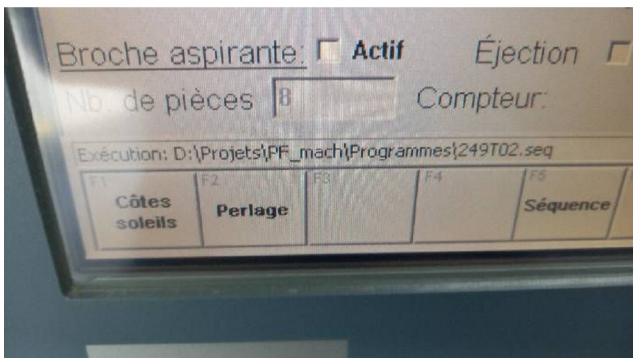 Broche aspirante: Actif Éjection
Nb. de pièces 8 Compteur:
Exécution: D:\Projets\PF_mach\Programmes\249T02.seq
F1 F2 F3 F4 F5
Côtes Perlage Séquence
soleils